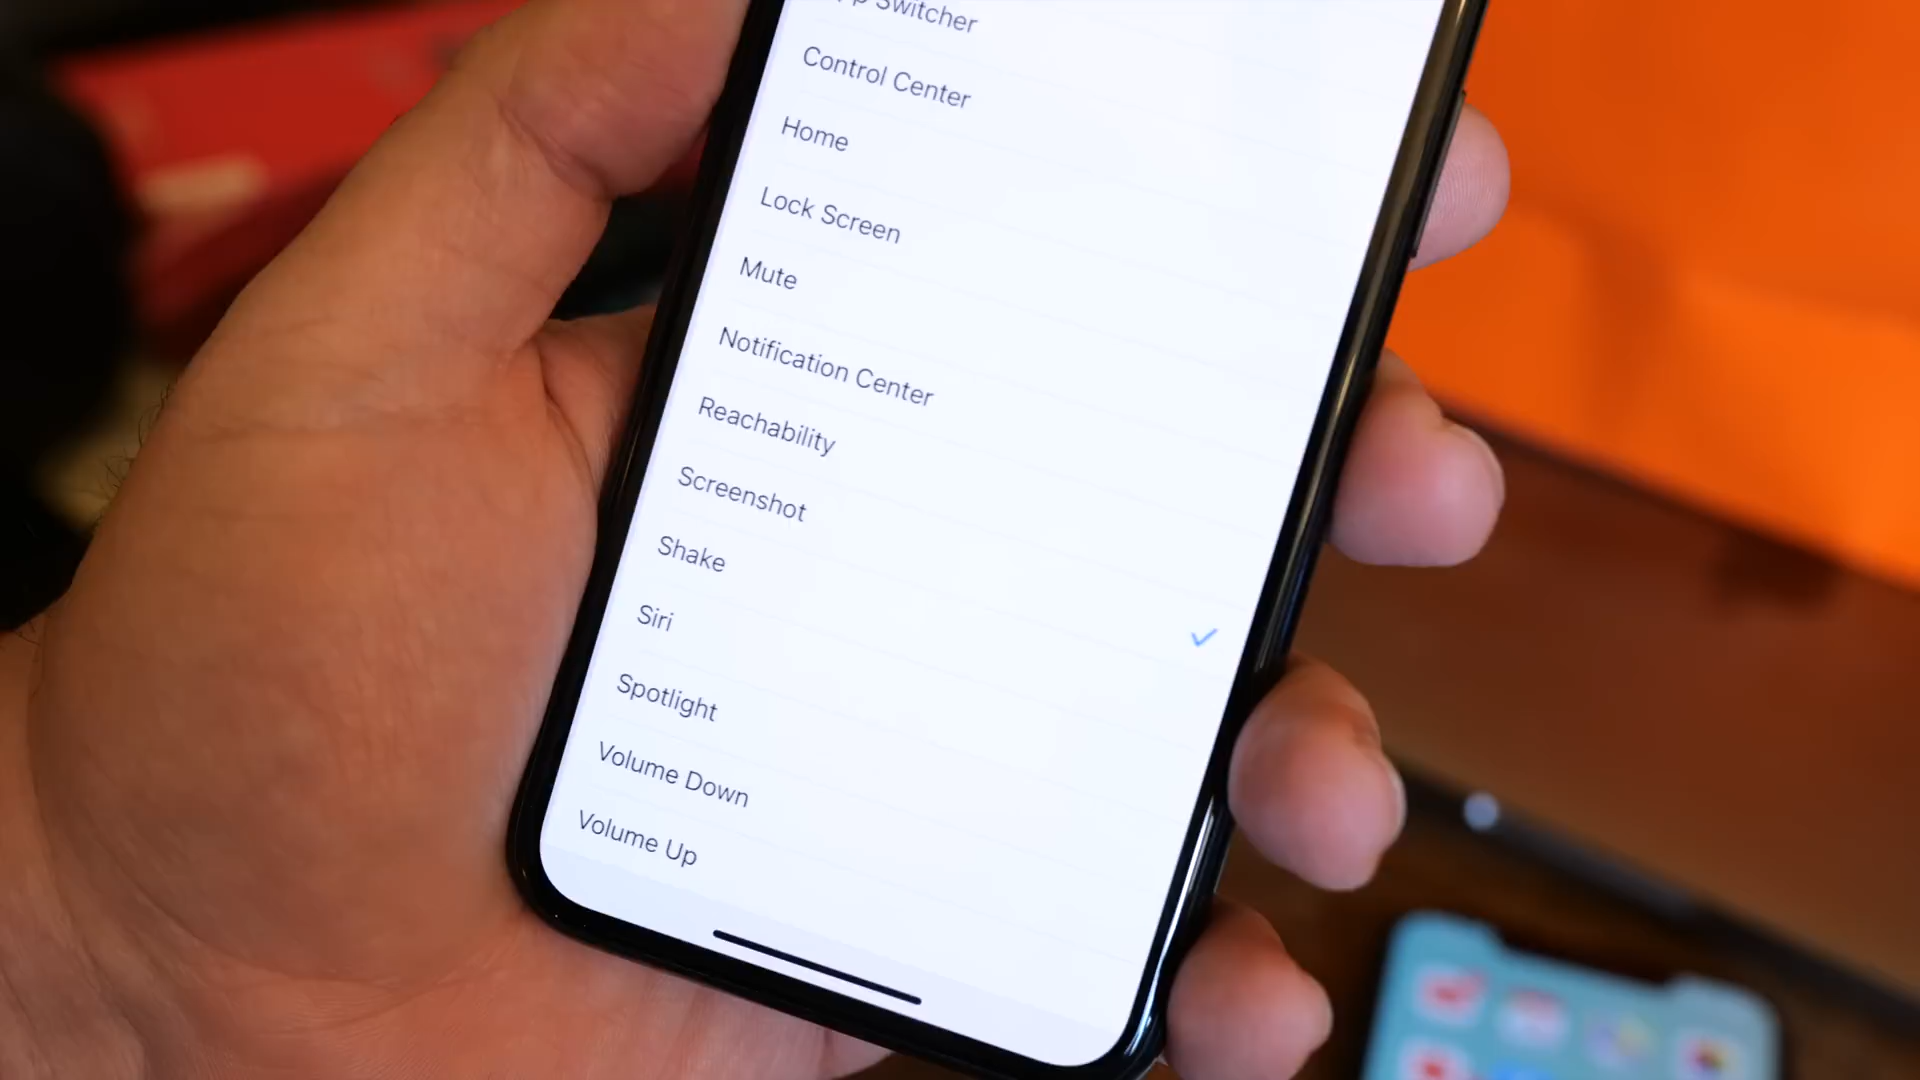 Switcher
Control Center
Home
Lock Screen
Mute
Notification Center
Reachability
Screenshot
Shake
Siri
Spotlight
Volume Down
Volume Up